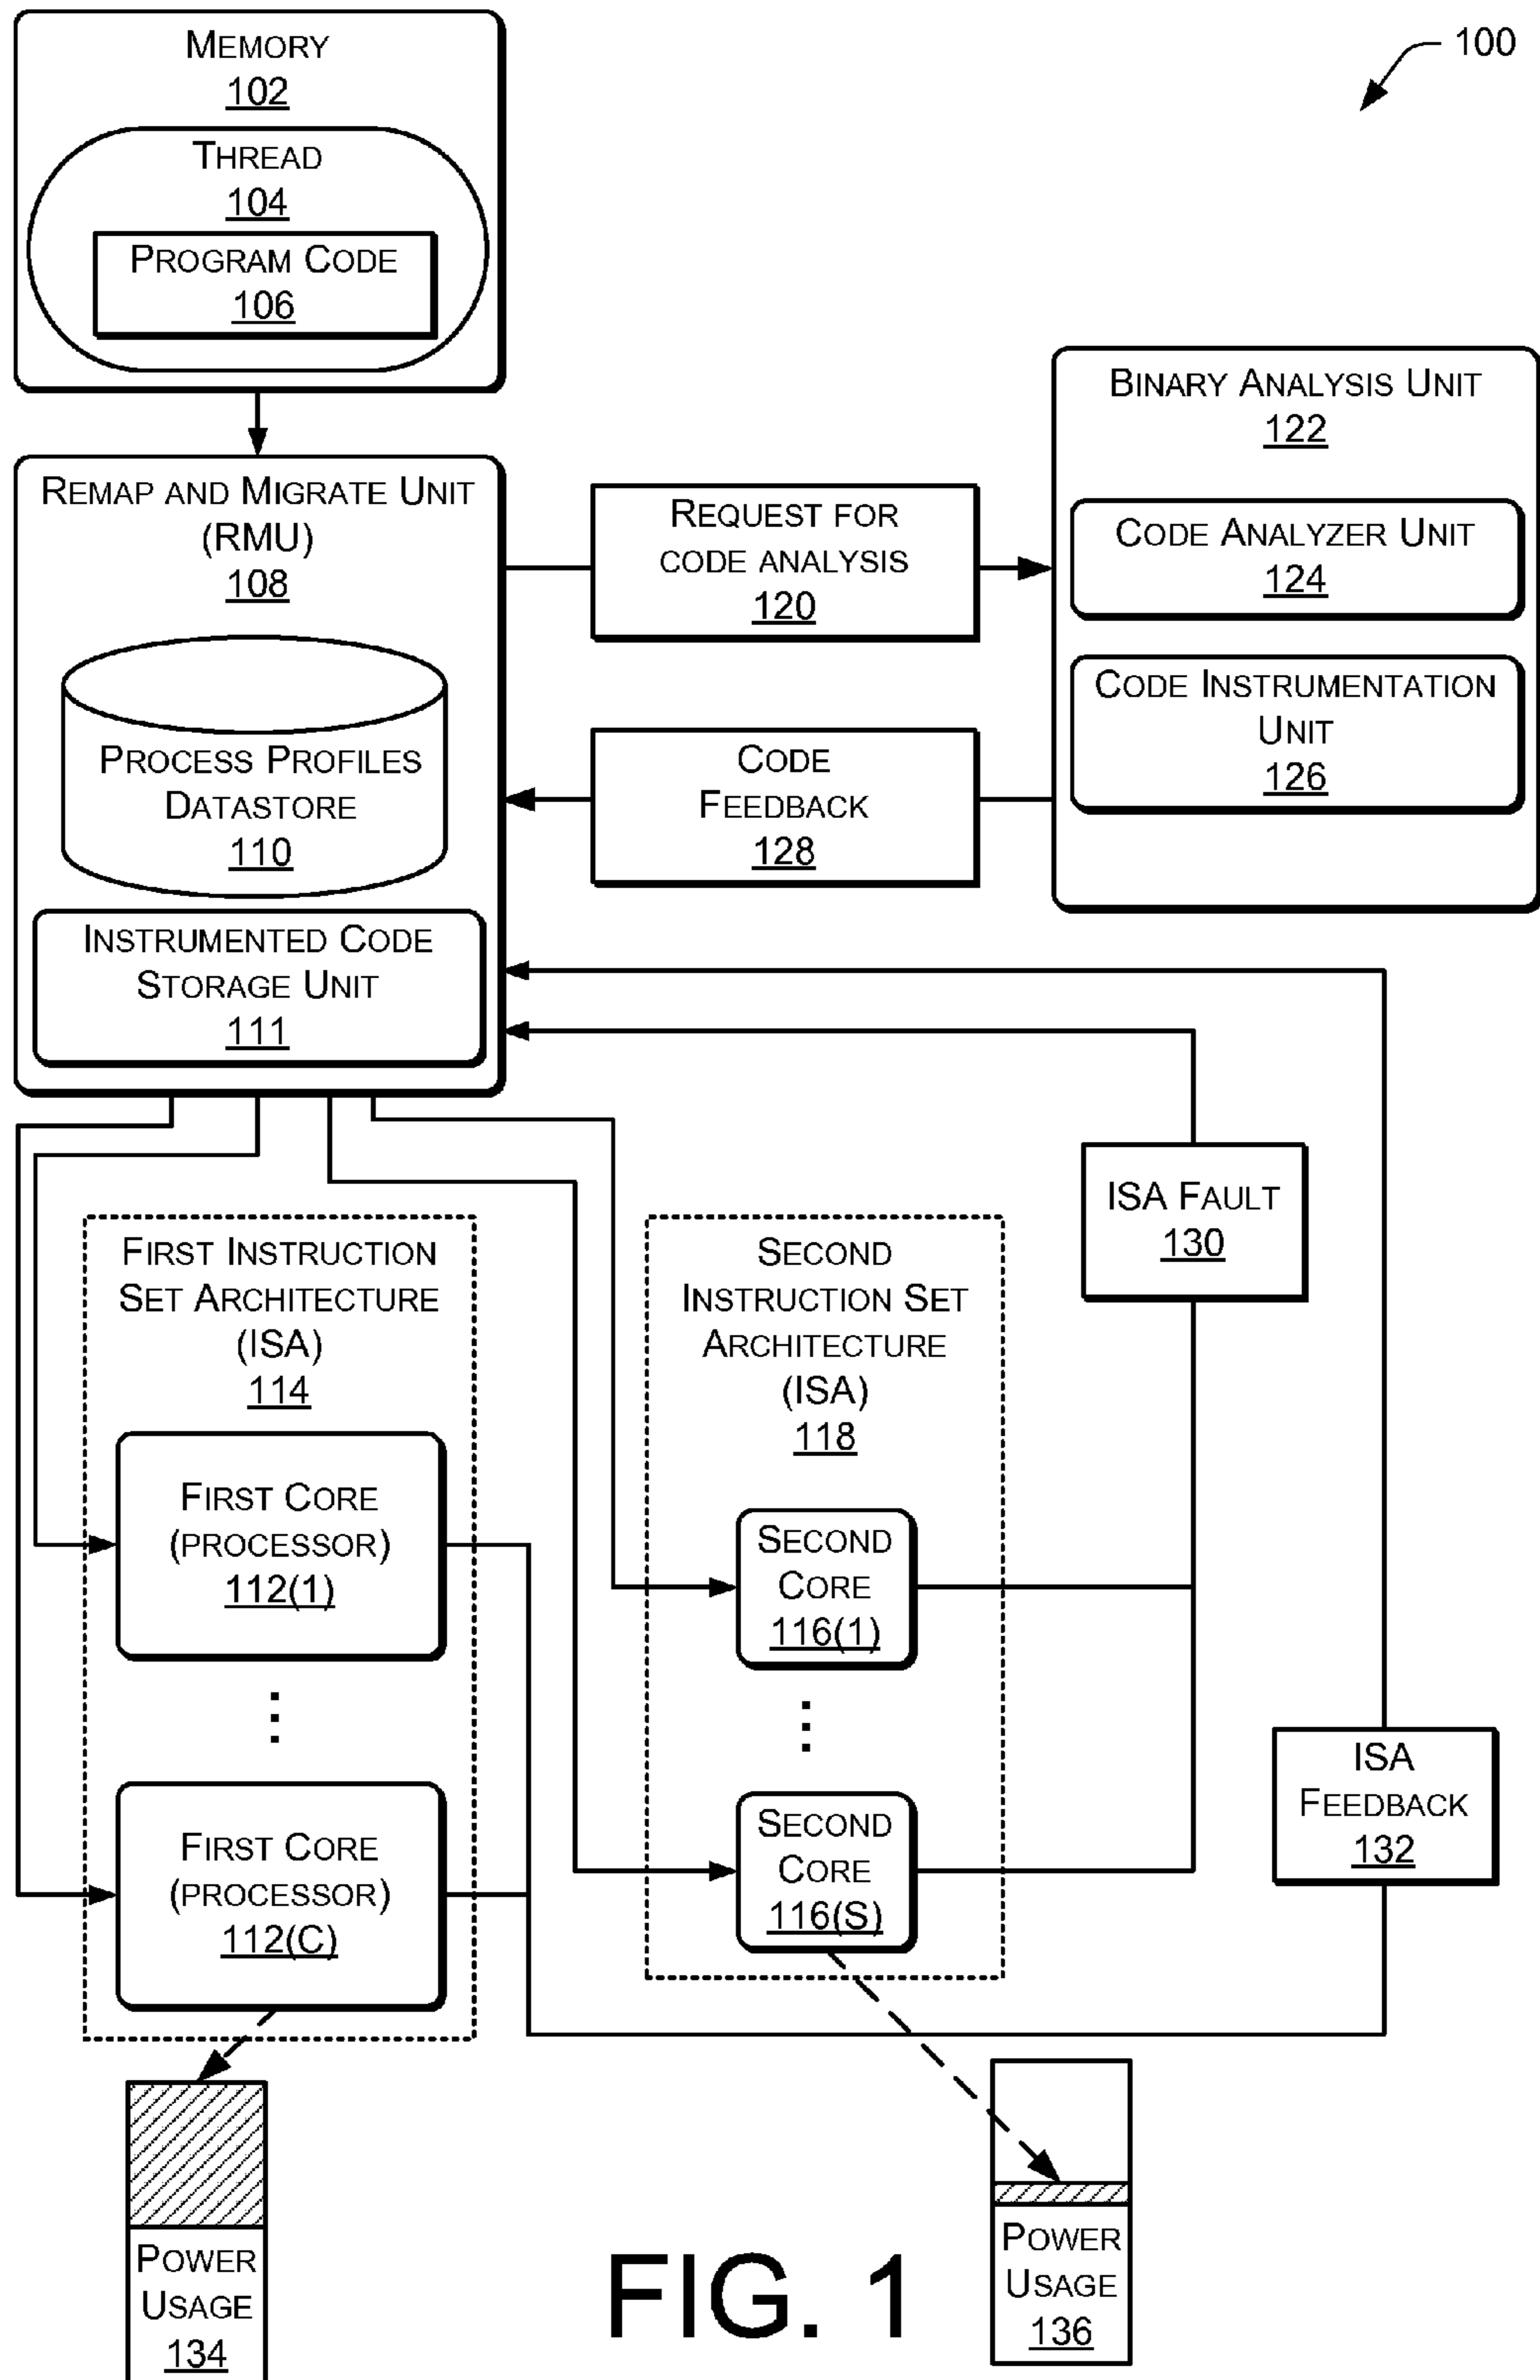 100
MEMORY
102
THREAD
104
PROGRAM CODE
106
REMAP AND MIGRATE UNIT
(RMU)
108
PROCESS PROFILES
DATASTORE
110
INSTRUMENTED CODE
STORAGE UNIT
111
REQUEST FOR
CODE ANALYSIS
120
CODE
FEEDBACK
128
BINARY ANALYSIS UNIT
122
CODE ANALYZER UNIT
124
CODE INSTRUMENTATION
UNIT
126
FIRST INSTRUCTION
SET ARCHITECTURE
(ISA)
114
FIRST CORE
(PROCESSOR)
112(1)
FIRST CORE
(PROCESSOR)
112(C)
SECOND
INSTRUCTION SET
ARCHITECTURE
(ISA)
118
SECOND
CORE
116(1)
SECOND
CORE
116(S)
ISA FAULT
130
ISA
FEEDBACK
132
POWER
USAGE
134
POWER
USAGE
136
FIG. 1